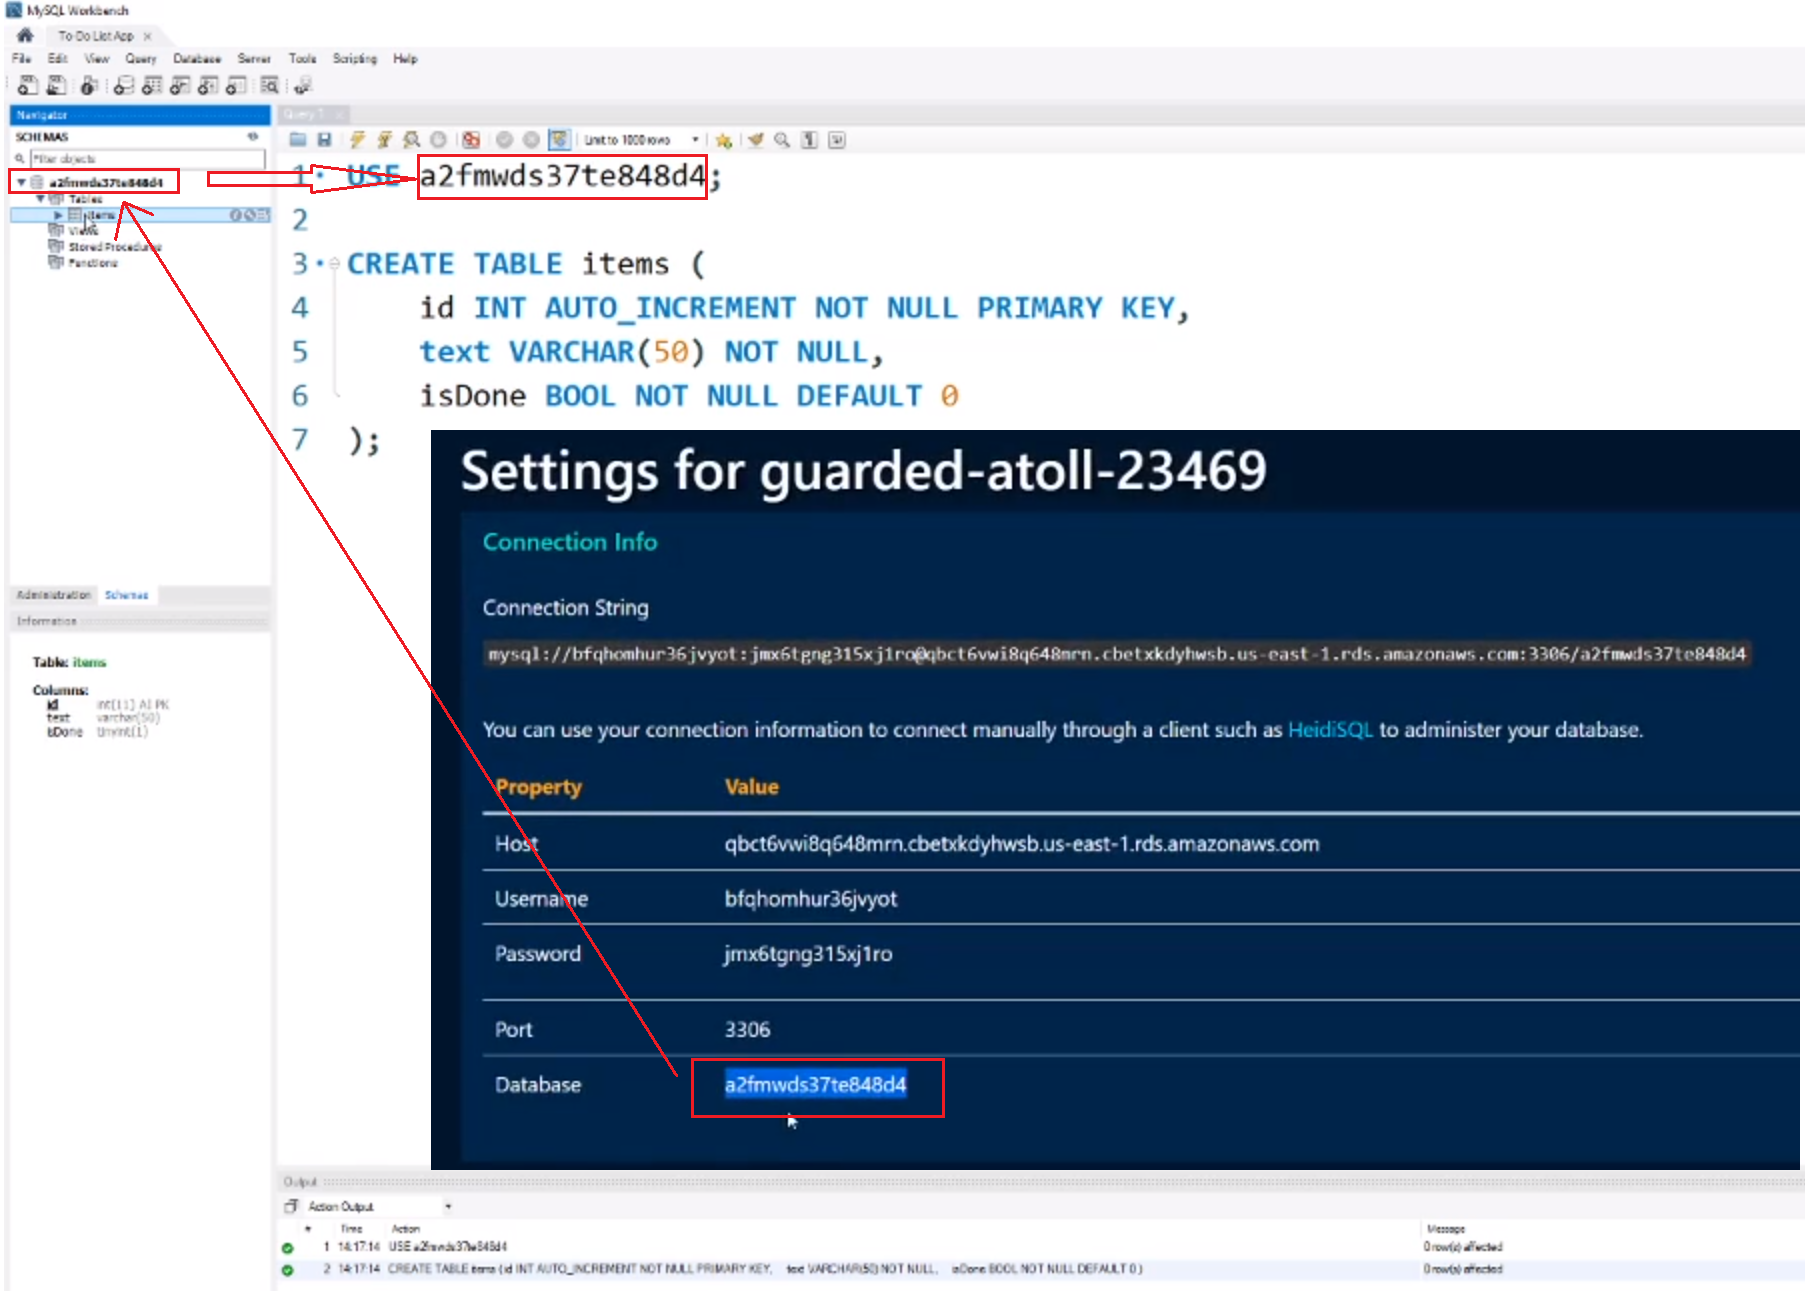 MySQL Workbench
To-Do List App
File Edit View Query Database Server Tools Scripting Help
Navigator
SCHEMAS
Filter objects
a2fmwds37te848d4
Tables
items
Views
Stored Procedures
Functions
Administration Schemas
Information
Table: items
Columns:
id int(11) AI PK
text varchar(50)
isDone tinyint(1)
Query 1
Limit to 1000 rows
1 USE a2fmwds37te848d4;
2
3 CREATE TABLE items (
4 id INT AUTO_INCREMENT NOT NULL PRIMARY KEY,
5 text VARCHAR(50) NOT NULL,
6 isDone BOOL NOT NULL DEFAULT 0
7 );
Settings for guarded-atoll-23469
Connection Info
Connection String
mysql://bfqhomhur36jvyot:jmx6tgng315xj1ro@qbct6vwi8q648mrn.cbetxkdyhwsb.us-east-1.rds.amazonaws.com:3306/a2fmwds37te848d4
You can use your connection information to connect manually through a client such as HeidiSQL to administer your database.
Property Value
Host qbct6vwi8q648mrn.cbetxkdyhwsb.us-east-1.rds.amazonaws.com
Username bfqhomhur36jvyot
Password jmx6tgng315xj1ro
Port 3306
Database a2fmwds37te848d4
Output
Action Output
# Time Action Message
1 14:17:14 USE a2fmwds37te848d4 0 row(s) affected
2 14:17:14 CREATE TABLE items ( id INT AUTO_INCREMENT NOT NULL PRIMARY KEY, text VARCHAR(50) NOT NULL, isDone BOOL NOT NULL DEFAULT 0 ) 0 row(s) affected